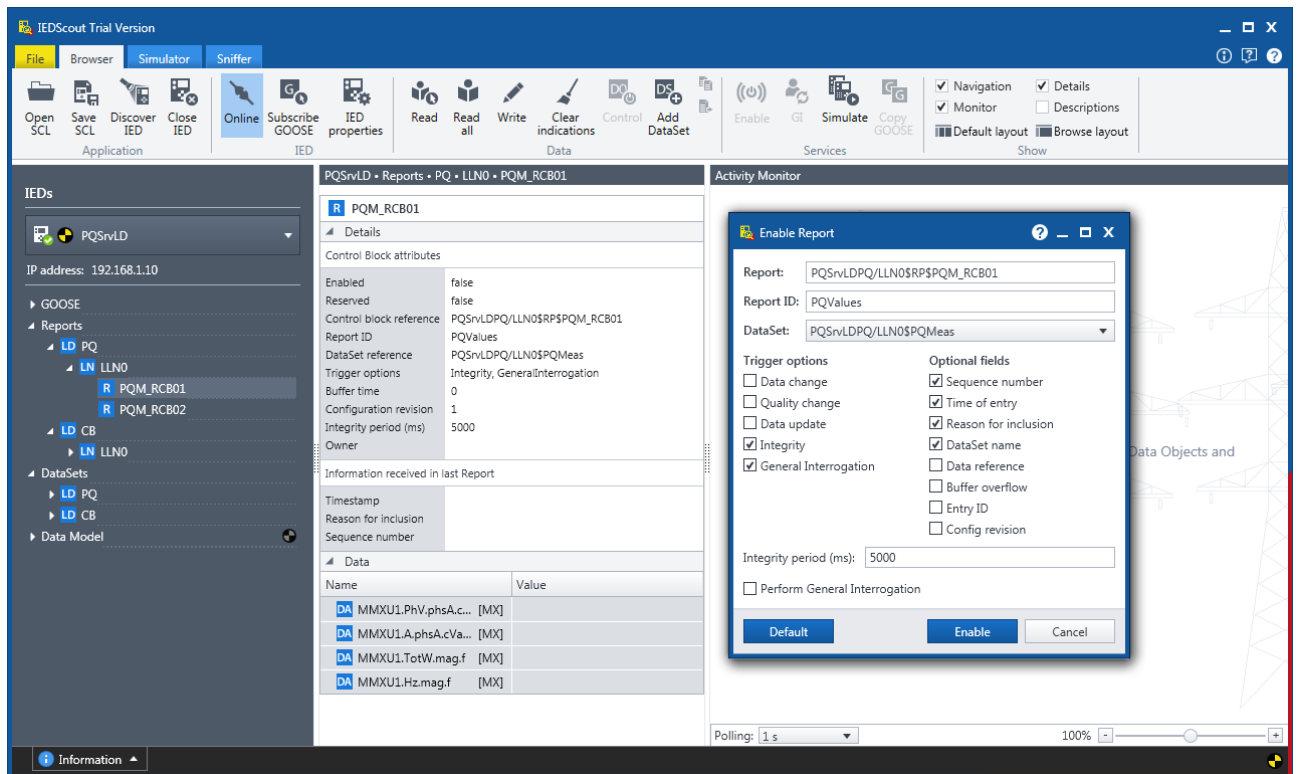 IEDScout Trial Version
File Browser Simulator Sniffer
Open SCL
Save SCL
Discover IED
Close IED
Application
Online
Subscribe GOOSE
IED properties
IED
Read
Read all
Write
Clear indications
Control
Add DataSet
Data
Enable
GI
Simulate
Copy GOOSE
Services
Navigation
Details
Monitor
Descriptions
Default layout
Browse layout
Show
IEDs
PQSrvLD
IP address: 192.168.1.10
GOOSE
Reports
LD PQ
LN LLN0
R PQM_RCB01
R PQM_RCB02
LD CB
LN LLN0
DataSets
LD PQ
LD CB
Data Model
PQSrvLD • Reports • PQ • LLN0 • PQM_RCB01
R PQM_RCB01
Details
Control Block attributes
Enabled false
Reserved false
Control block reference PQSrvLDPQ/LLN0$RP$PQM_RCB01
Report ID PQValues
DataSet reference PQSrvLDPQ/LLN0$PQMeas
Trigger options Integrity, GeneralInterrogation
Buffer time 0
Configuration revision 1
Integrity period (ms) 5000
Owner
Information received in last Report
Timestamp
Reason for inclusion
Sequence number
Data
Name Value
DA MMXU1.PhV.phsA.c... [MX]
DA MMXU1.A.phsA.cVa... [MX]
DA MMXU1.TotW.mag.f [MX]
DA MMXU1.Hz.mag.f [MX]
Activity Monitor
Enable Report
Report: PQSrvLDPQ/LLN0$RP$PQM_RCB01
Report ID: PQValues
DataSet: PQSrvLDPQ/LLN0$PQMeas
Trigger options
Data change
Quality change
Data update
Integrity
General Interrogation
Optional fields
Sequence number
Time of entry
Reason for inclusion
DataSet name
Data reference
Buffer overflow
Entry ID
Config revision
Integrity period (ms): 5000
Perform General Interrogation
Default Enable Cancel
Data Objects and
Polling: 1 s
100% - +
Information